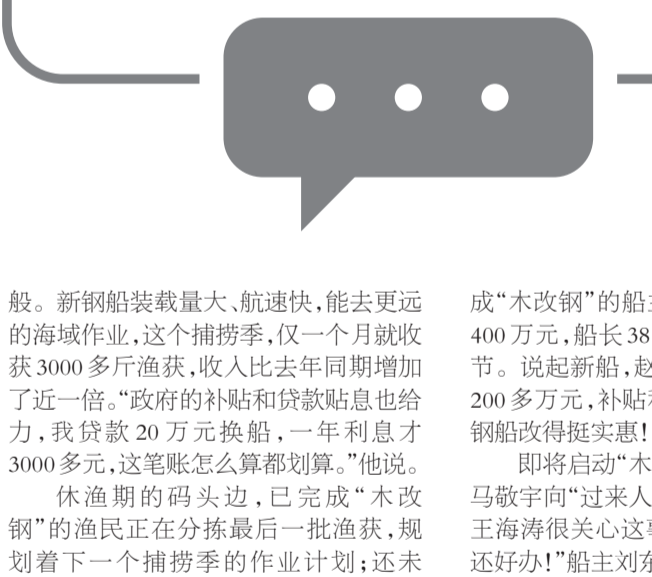 般。新钢船装载量大、航速快,能去更远
的海域作业,这个捕捞季,仅一个月就收
获3000多斤渔获,收入比去年同期增加
了近一倍。“政府的补贴和贷款贴息也给
力,我贷款20万元换船,一年利息才
3000多元,这笔账怎么算都划算。”他说。
休渔期的码头边,已完成“木改
钢”的渔民正在分拣最后一批渔获,规
划着下一个捕捞季的作业计划;还未
成“木改钢”的船
400万元,船长38
节。说起新船,赵
200多万元,补贴
钢船改得挺实惠!
即将启动“木
马敬宇向“过来人
王海涛很关心这
还好办!”船主刘